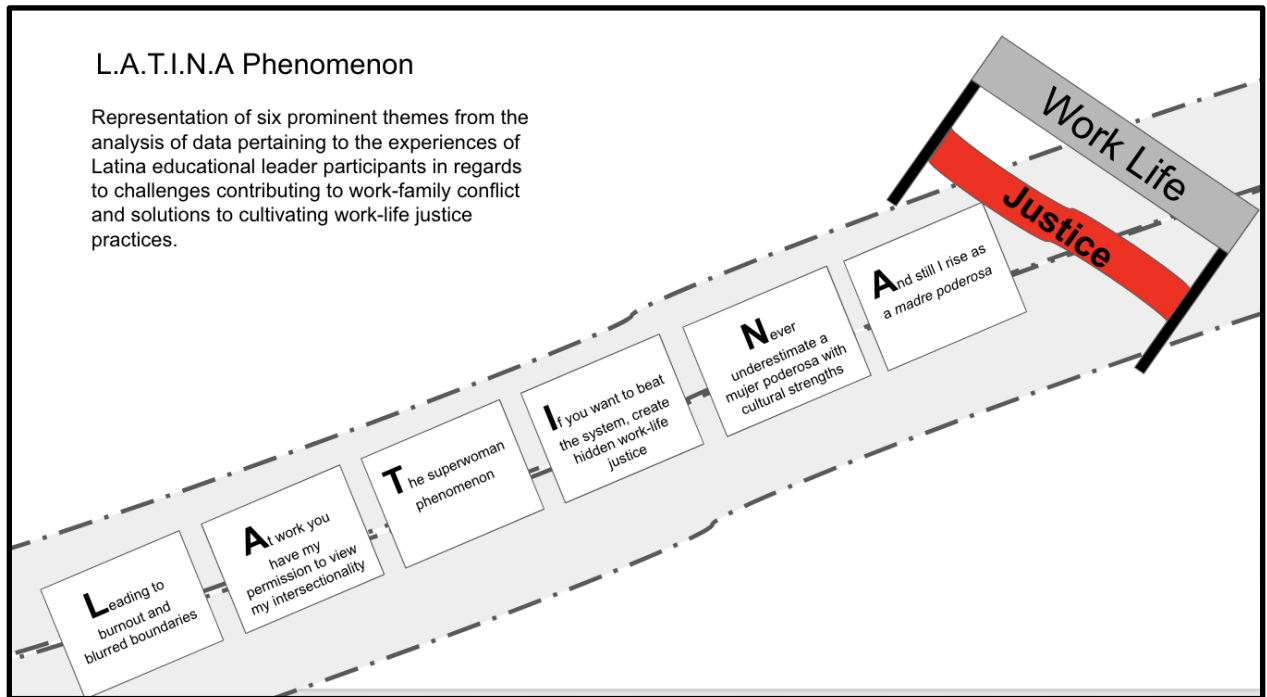 L.A.T.I.N.A Phenomenon
Representation of six prominent themes from the
analysis of data pertaining to the experiences of
Latina educational leader participants in regards
to challenges contributing to work-family conflict
and solutions to cultivating work-life justice
practices.
Leading to
burnout and
blurred boundaries
At work you
have my
permission to view
my intersectionality
The superwoman
phenomenon
If you want to beat
the system, create
hidden work-life
justice
Never
underestimate a
mujer poderosa with
cultural strengths
And still I rise as
a madre poderosa
Work Life
Justice